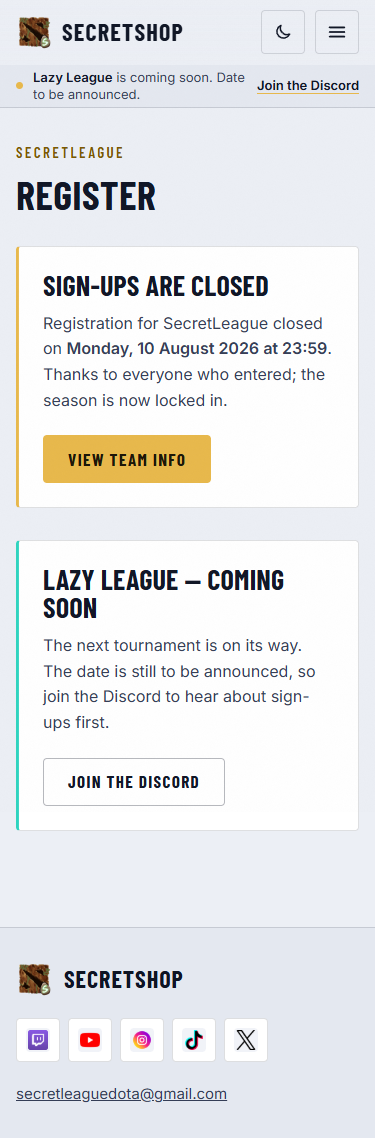 SECRETSHOP
Lazy League is coming soon. Date
to be announced.
Join the Discord
SECRETLEAGUE
REGISTER
SIGN-UPS ARE CLOSED
Registration for SecretLeague closed
on Monday, 10 August 2026 at 23:59.
Thanks to everyone who entered; the
season is now locked in.
VIEW TEAM INFO
LAZY LEAGUE — COMING
SOON
The next tournament is on its way.
The date is still to be announced, so
join the Discord to hear about sign-
ups first.
JOIN THE DISCORD
SECRETSHOP
secretleaguedota@gmail.com